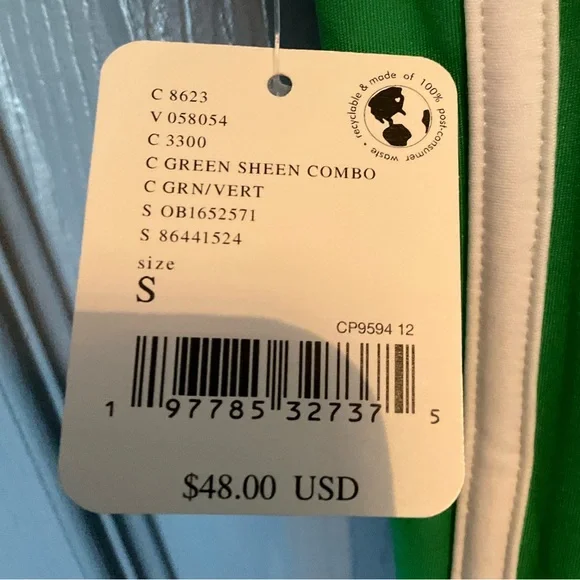 C 8623
V 058054
C 3300
C GREEN SHEEN COMBO
C GRN/VERT
S OB1652571
S 86441524
size
S
recyclable & made of 100% post-consumer waste •
CP9594 12
1 97785 32737 5
$48.00 USD